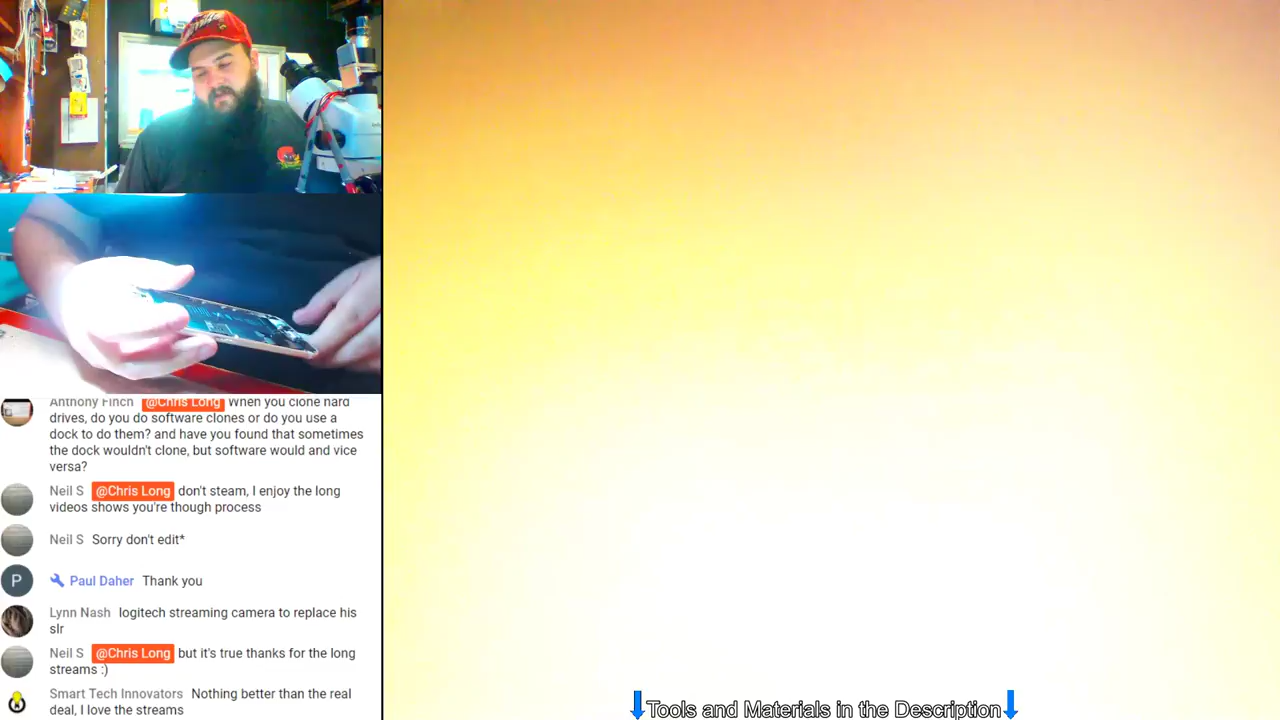 Anthony Finch @Chris Long When you clone hard
drives, do you do software clones or do you use a
dock to do them? and have you found that sometimes
the dock wouldn't clone, but software would and vice
versa?
Neil S @Chris Long don't steam, I enjoy the long
videos shows you're though process
Neil S Sorry don't edit*
P Paul Daher Thank you
Lynn Nash logitech streaming camera to replace his
slr
Neil S @Chris Long but it's true thanks for the long
streams :)
Smart Tech Innovators Nothing better than the real
deal, I love the streams
Tools and Materials in the Description